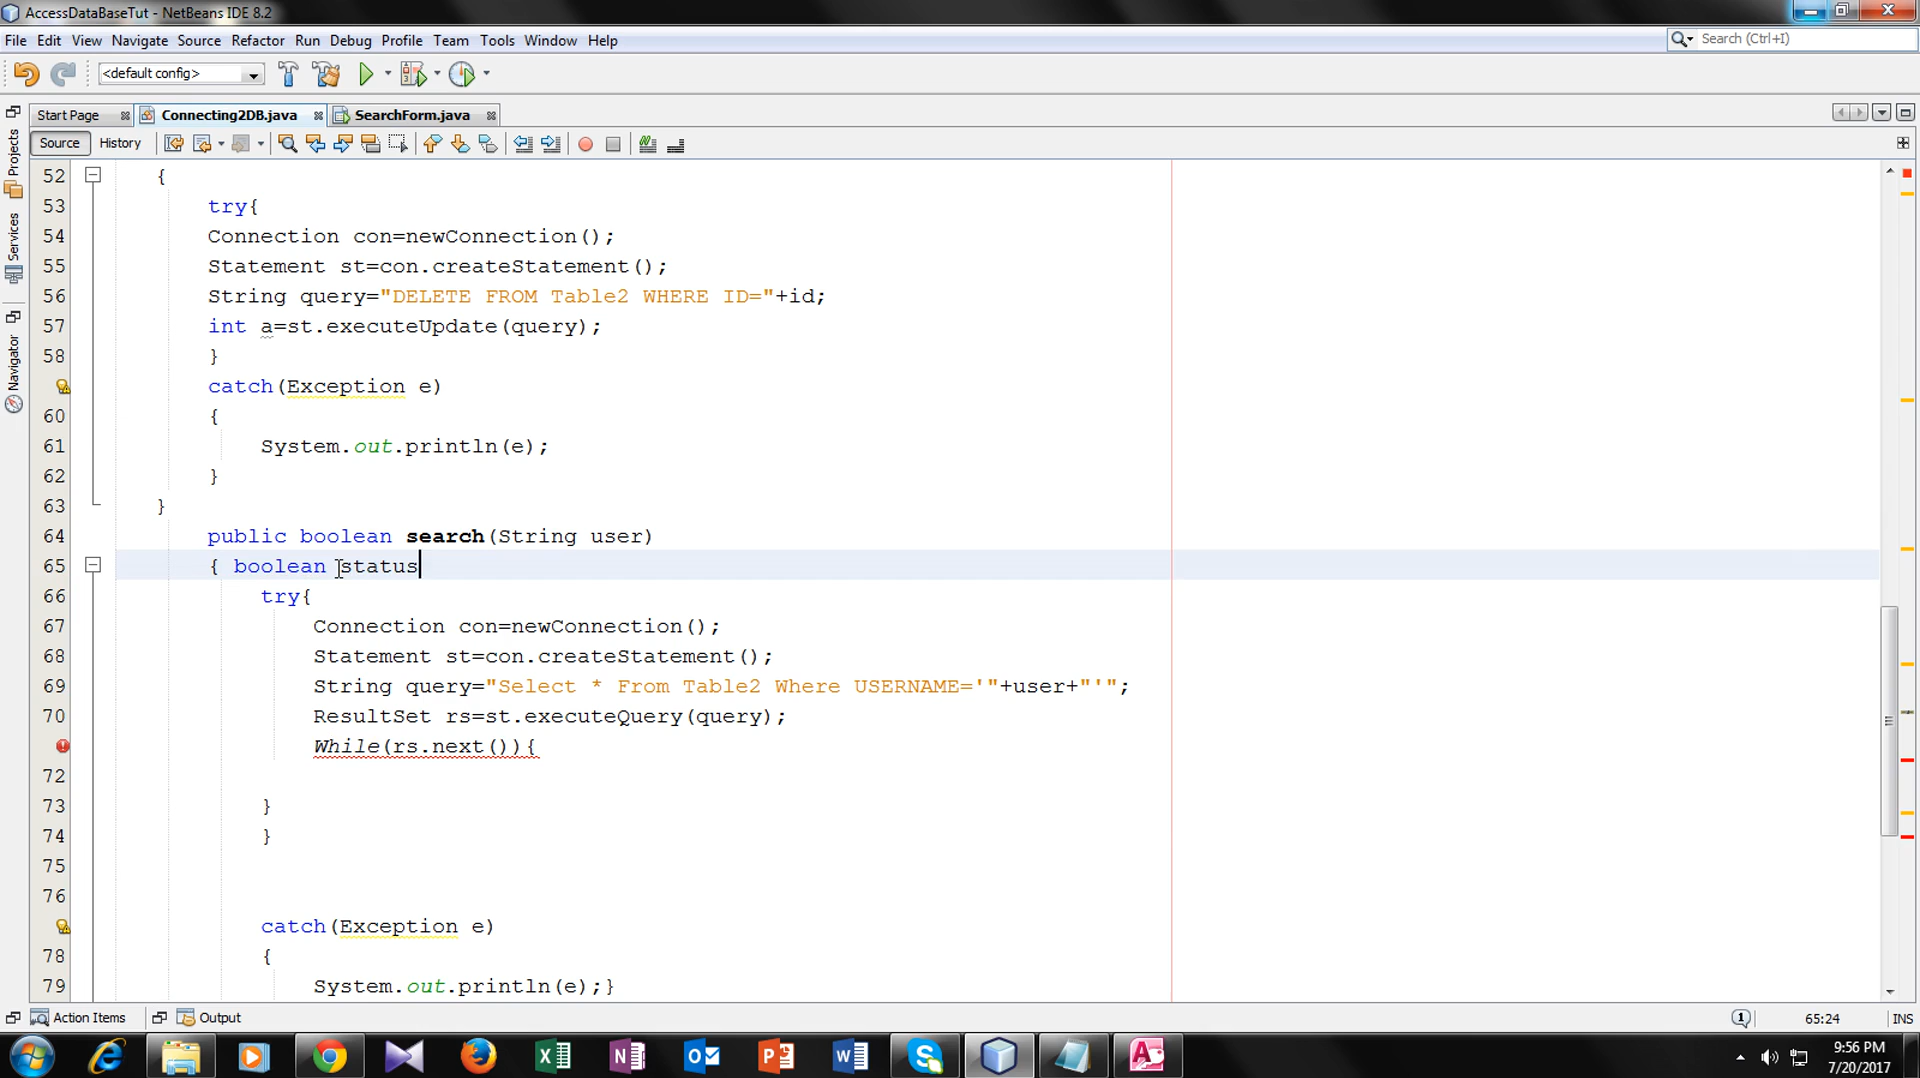 AccessDataBaseTut - NetBeans IDE 8.2
File Edit View Navigate Source Refactor Run Debug Profile Team Tools Window Help
Search (Ctrl+I)
<default config>
Start Page Connecting2DB.java SearchForm.java
Source History
Projects
Services
Navigator
52 {
53 try{
54 Connection con=newConnection();
55 Statement st=con.createStatement();
56 String query="DELETE FROM Table2 WHERE ID="+id;
57 int a=st.executeUpdate(query);
58 }
catch(Exception e)
60 {
61 System.out.println(e);
62 }
63 }
64 public boolean search(String user)
65 { boolean status
66 try{
67 Connection con=newConnection();
68 Statement st=con.createStatement();
69 String query="Select * From Table2 Where USERNAME='"+user+"'";
70 ResultSet rs=st.executeQuery(query);
While(rs.next()){
72
73 }
74 }
75
76
catch(Exception e)
78 {
79 System.out.println(e);}
Action Items Output
1 65:24 INS
9:56 PM
7/20/2017